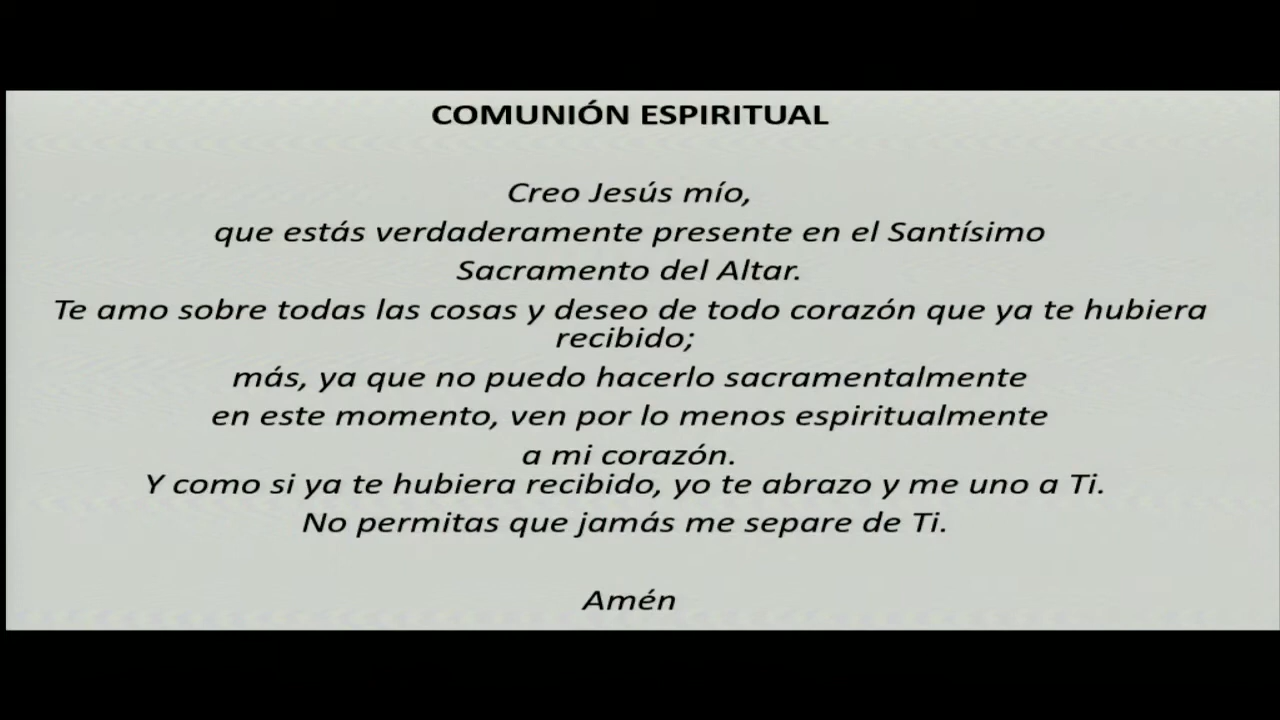 COMUNIÓN ESPIRITUAL
Creo Jesús mío,
que estás verdaderamente presente en el Santísimo
Sacramento del Altar.
Te amo sobre todas las cosas y deseo de todo corazón que ya te hubiera
recibido;
más, ya que no puedo hacerlo sacramentalmente
en este momento, ven por lo menos espiritualmente
a mi corazón.
Y como si ya te hubiera recibido, yo te abrazo y me uno a Ti.
No permitas que jamás me separe de Ti.
Amén